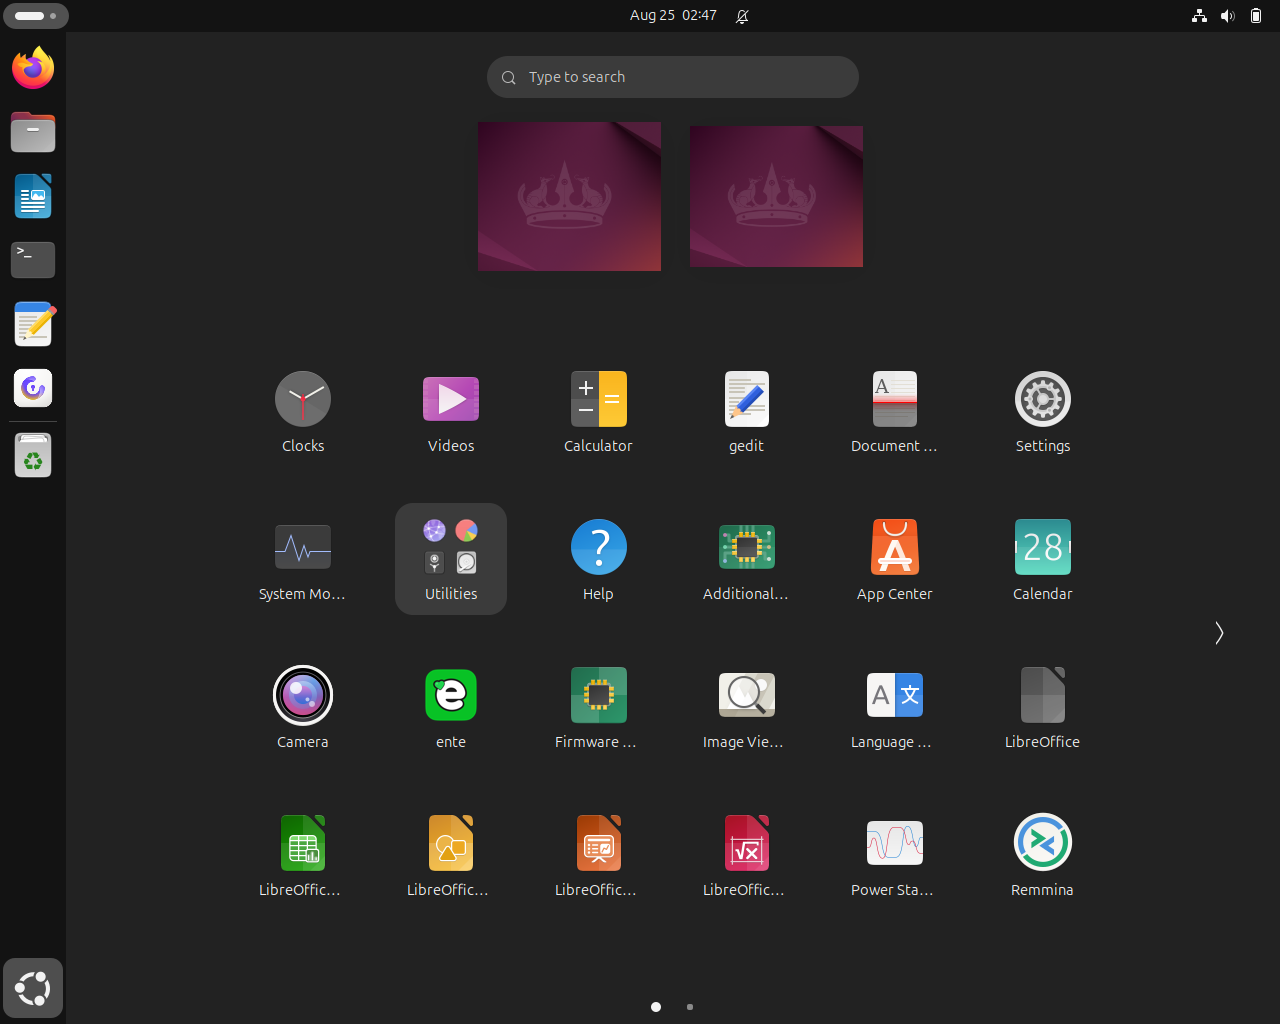 Aug 25 02:47
Type to search
Clocks
Videos
Calculator
gedit
Document ...
Settings
System Mo...
Utilities
Help
Additional...
App Center
28
Calendar
Camera
ente
Firmware ...
Image Vie...
Language ...
LibreOffice
LibreOffic...
LibreOffic...
LibreOffic...
LibreOffic...
Power Sta...
Remmina